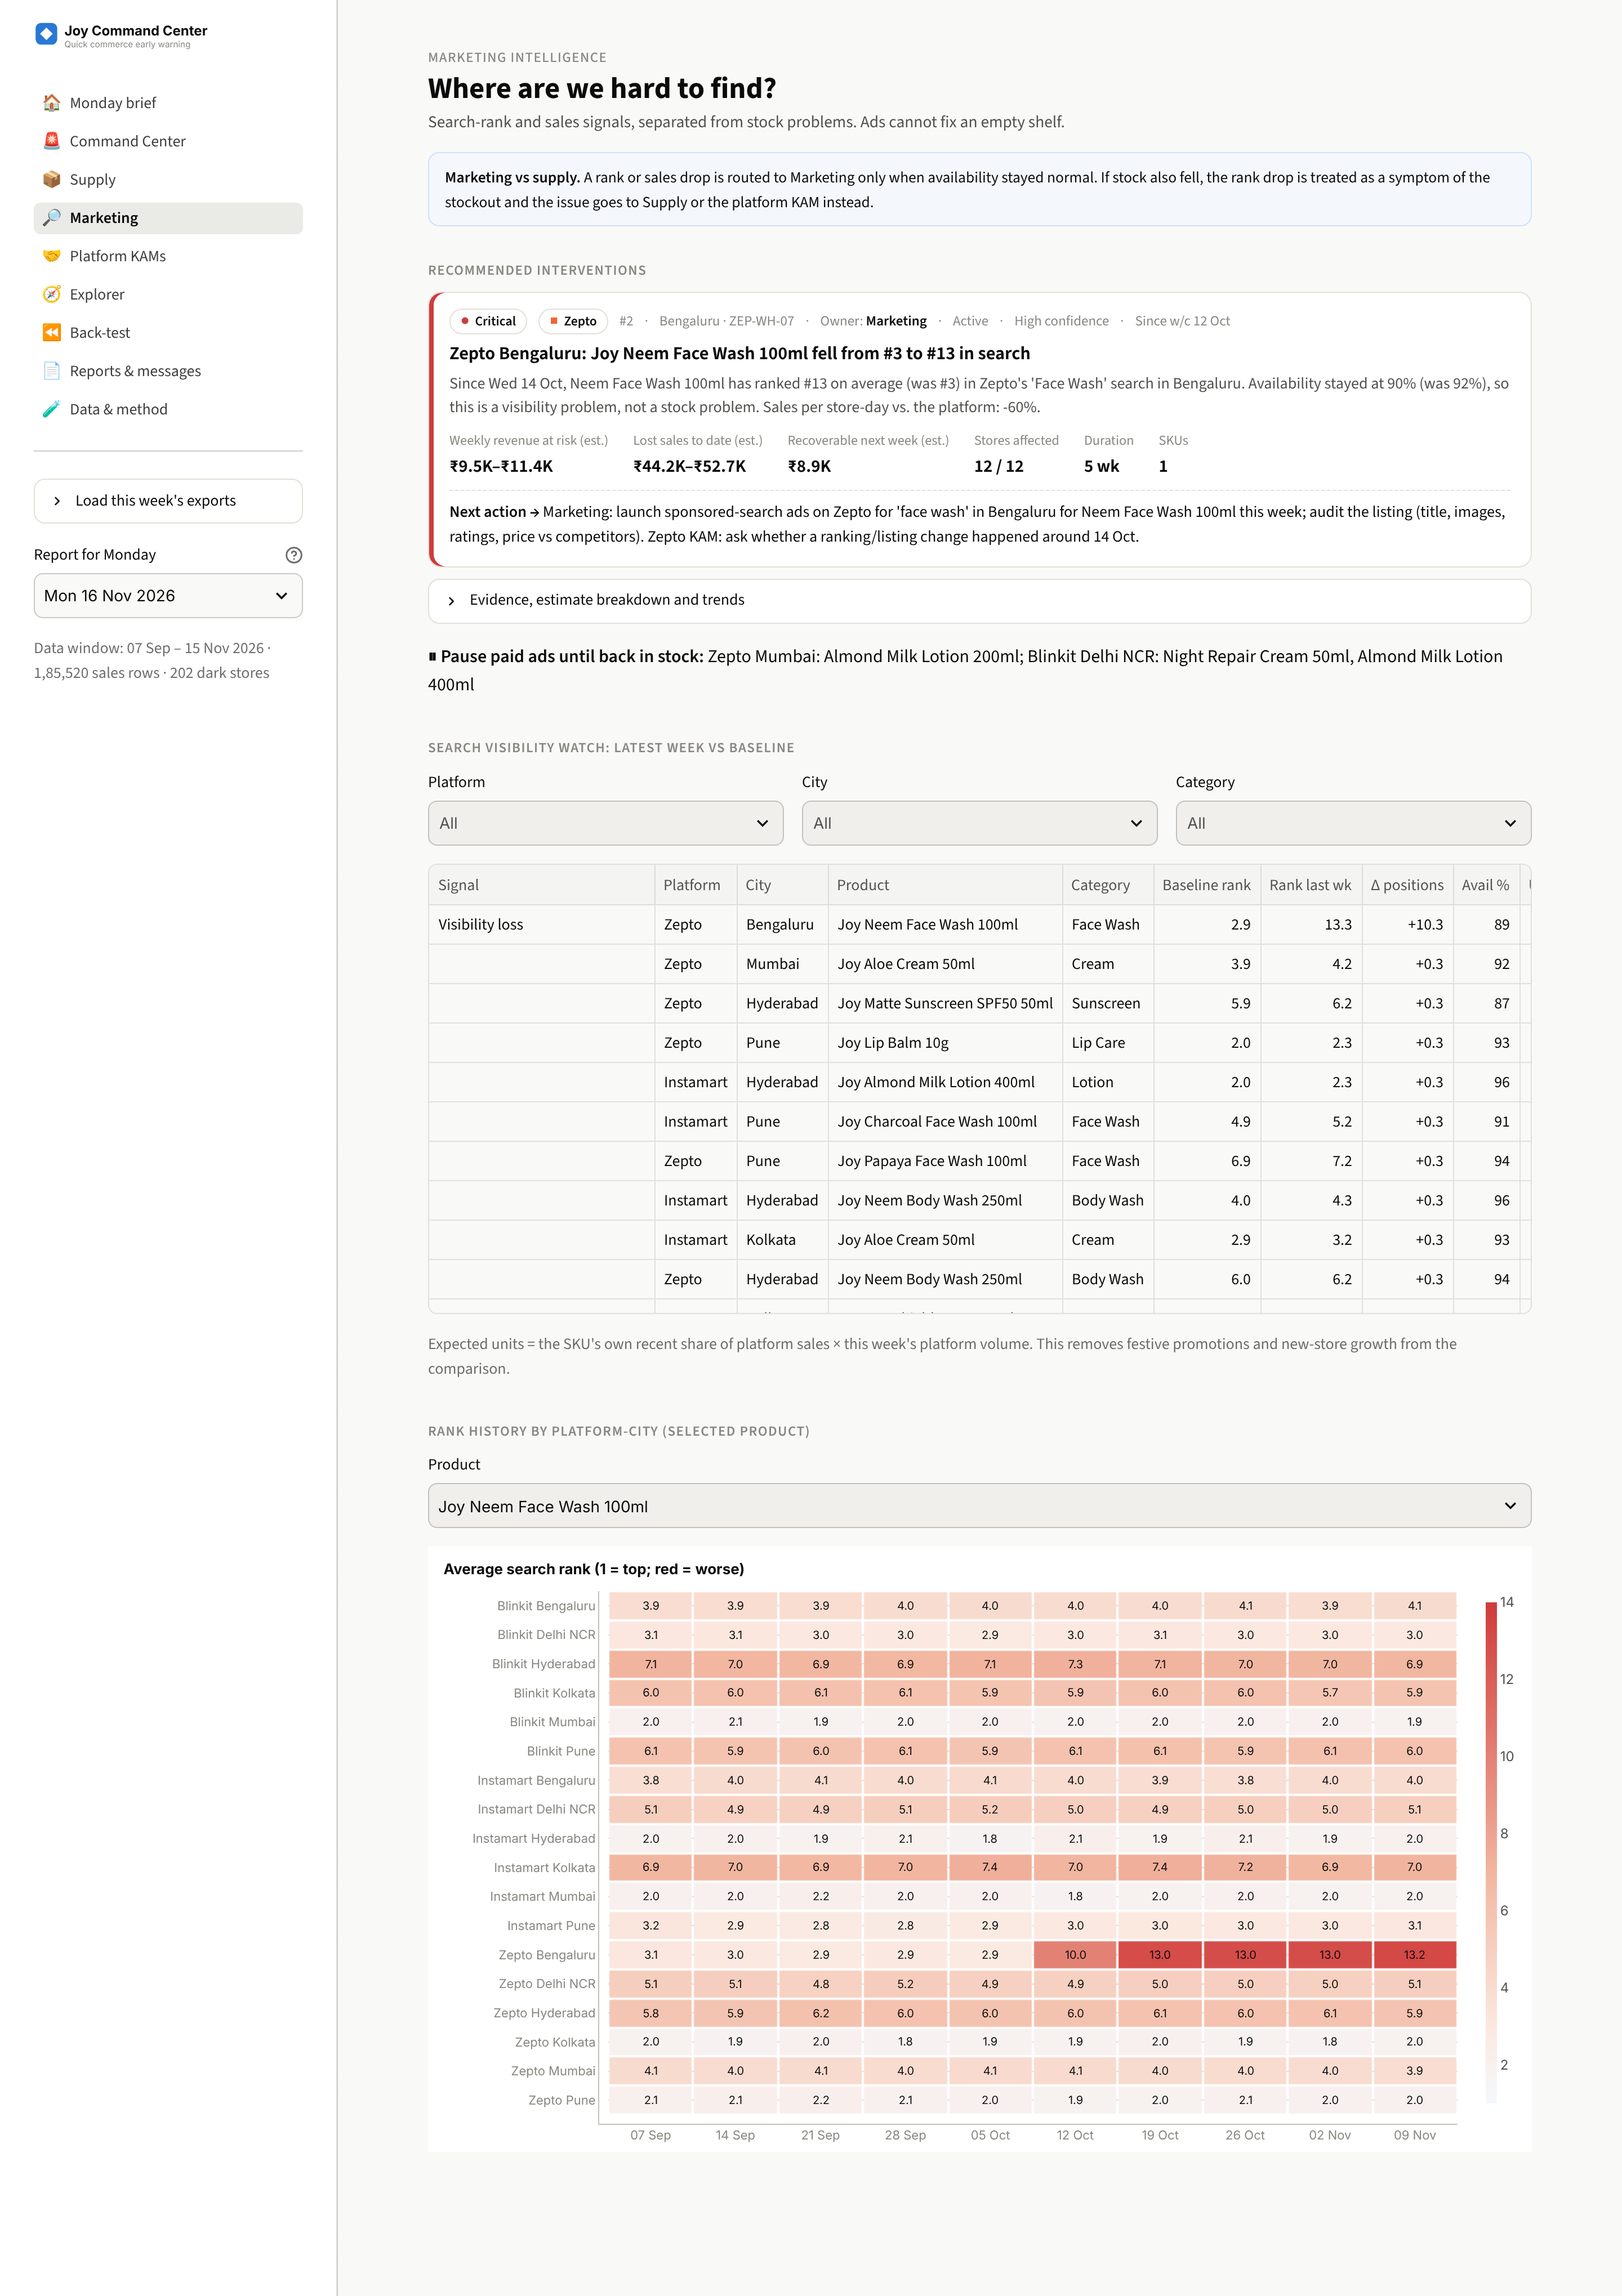 Joy Command Center
Quick commerce early warning
Monday brief
Command Center
Supply
Marketing
Platform KAMs
Explorer
Back-test
Reports & messages
Data & method
Load this week's exports
Report for Monday
Mon 16 Nov 2026
Data window: 07 Sep – 15 Nov 2026 ·
1,85,520 sales rows · 202 dark stores
MARKETING INTELLIGENCE
Where are we hard to find?
Search-rank and sales signals, separated from stock problems. Ads cannot fix an empty shelf.
Marketing vs supply. A rank or sales drop is routed to Marketing only when availability stayed normal. If stock also fell, the rank drop is treated as a symptom of the
stockout and the issue goes to Supply or the platform KAM instead.
RECOMMENDED INTERVENTIONS
Critical Zepto #2 · Bengaluru · ZEP-WH-07 · Owner: Marketing · Active · High confidence · Since w/c 12 Oct
Zepto Bengaluru: Joy Neem Face Wash 100ml fell from #3 to #13 in search
Since Wed 14 Oct, Neem Face Wash 100ml has ranked #13 on average (was #3) in Zepto's 'Face Wash' search in Bengaluru. Availability stayed at 90% (was 92%), so
this is a visibility problem, not a stock problem. Sales per store-day vs. the platform: -60%.
Weekly revenue at risk (est.) Lost sales to date (est.) Recoverable next week (est.) Stores affected Duration SKUs
₹9.5K–₹11.4K ₹44.2K–₹52.7K ₹8.9K 12 / 12 5 wk 1
Next action → Marketing: launch sponsored-search ads on Zepto for 'face wash' in Bengaluru for Neem Face Wash 100ml this week; audit the listing (title, images,
ratings, price vs competitors). Zepto KAM: ask whether a ranking/listing change happened around 14 Oct.
Evidence, estimate breakdown and trends
Pause paid ads until back in stock: Zepto Mumbai: Almond Milk Lotion 200ml; Blinkit Delhi NCR: Night Repair Cream 50ml, Almond Milk Lotion
400ml
SEARCH VISIBILITY WATCH: LATEST WEEK VS BASELINE
Platform City Category
All All All
Signal Platform City Product Category Baseline rank Rank last wk Δ positions Avail %
Visibility loss Zepto Bengaluru Joy Neem Face Wash 100ml Face Wash 2.9 13.3 +10.3 89
Zepto Mumbai Joy Aloe Cream 50ml Cream 3.9 4.2 +0.3 92
Zepto Hyderabad Joy Matte Sunscreen SPF50 50ml Sunscreen 5.9 6.2 +0.3 87
Zepto Pune Joy Lip Balm 10g Lip Care 2.0 2.3 +0.3 93
Instamart Hyderabad Joy Almond Milk Lotion 400ml Lotion 2.0 2.3 +0.3 96
Instamart Pune Joy Charcoal Face Wash 100ml Face Wash 4.9 5.2 +0.3 91
Zepto Pune Joy Papaya Face Wash 100ml Face Wash 6.9 7.2 +0.3 94
Instamart Hyderabad Joy Neem Body Wash 250ml Body Wash 4.0 4.3 +0.3 96
Instamart Kolkata Joy Aloe Cream 50ml Cream 2.9 3.2 +0.3 93
Zepto Hyderabad Joy Neem Body Wash 250ml Body Wash 6.0 6.2 +0.3 94
Expected units = the SKU's own recent share of platform sales × this week's platform volume. This removes festive promotions and new-store growth from the
comparison.
RANK HISTORY BY PLATFORM-CITY (SELECTED PRODUCT)
Product
Joy Neem Face Wash 100ml
Average search rank (1 = top; red = worse)
Blinkit Bengaluru 3.9 3.9 3.9 4.0 4.0 4.0 4.0 4.1 3.9 4.1
Blinkit Delhi NCR 3.1 3.1 3.0 3.0 2.9 3.0 3.1 3.0 3.0 3.0
Blinkit Hyderabad 7.1 7.0 6.9 6.9 7.1 7.3 7.1 7.0 7.0 6.9
Blinkit Kolkata 6.0 6.0 6.1 6.1 5.9 5.9 6.0 6.0 5.7 5.9
Blinkit Mumbai 2.0 2.1 1.9 2.0 2.0 2.0 2.0 2.0 2.0 1.9
Blinkit Pune 6.1 5.9 6.0 6.1 5.9 6.1 6.1 5.9 6.1 6.0
Instamart Bengaluru 3.8 4.0 4.1 4.0 4.1 4.0 3.9 3.8 4.0 4.0
Instamart Delhi NCR 5.1 4.9 4.9 5.1 5.2 5.0 4.9 5.0 5.0 5.1
Instamart Hyderabad 2.0 2.0 1.9 2.1 1.8 2.1 1.9 2.1 1.9 2.0
Instamart Kolkata 6.9 7.0 6.9 7.0 7.4 7.0 7.4 7.2 6.9 7.0
Instamart Mumbai 2.0 2.0 2.2 2.0 2.0 1.8 2.0 2.0 2.0 2.0
Instamart Pune 3.2 2.9 2.8 2.8 2.9 3.0 3.0 3.0 3.0 3.1
Zepto Bengaluru 3.1 3.0 2.9 2.9 2.9 10.0 13.0 13.0 13.0 13.2
Zepto Delhi NCR 5.1 5.1 4.8 5.2 4.9 4.9 5.0 5.0 5.0 5.1
Zepto Hyderabad 5.8 5.9 6.2 6.0 6.0 6.0 6.1 6.0 6.1 5.9
Zepto Kolkata 2.0 1.9 2.0 1.8 1.9 1.9 2.0 1.9 1.8 2.0
Zepto Mumbai 4.1 4.0 4.1 4.0 4.1 4.1 4.0 4.0 4.0 3.9
Zepto Pune 2.1 2.1 2.2 2.1 2.0 1.9 2.0 2.1 2.0 2.0
07 Sep 14 Sep 21 Sep 28 Sep 05 Oct 12 Oct 19 Oct 26 Oct 02 Nov 09 Nov
14
12
10
8
6
4
2